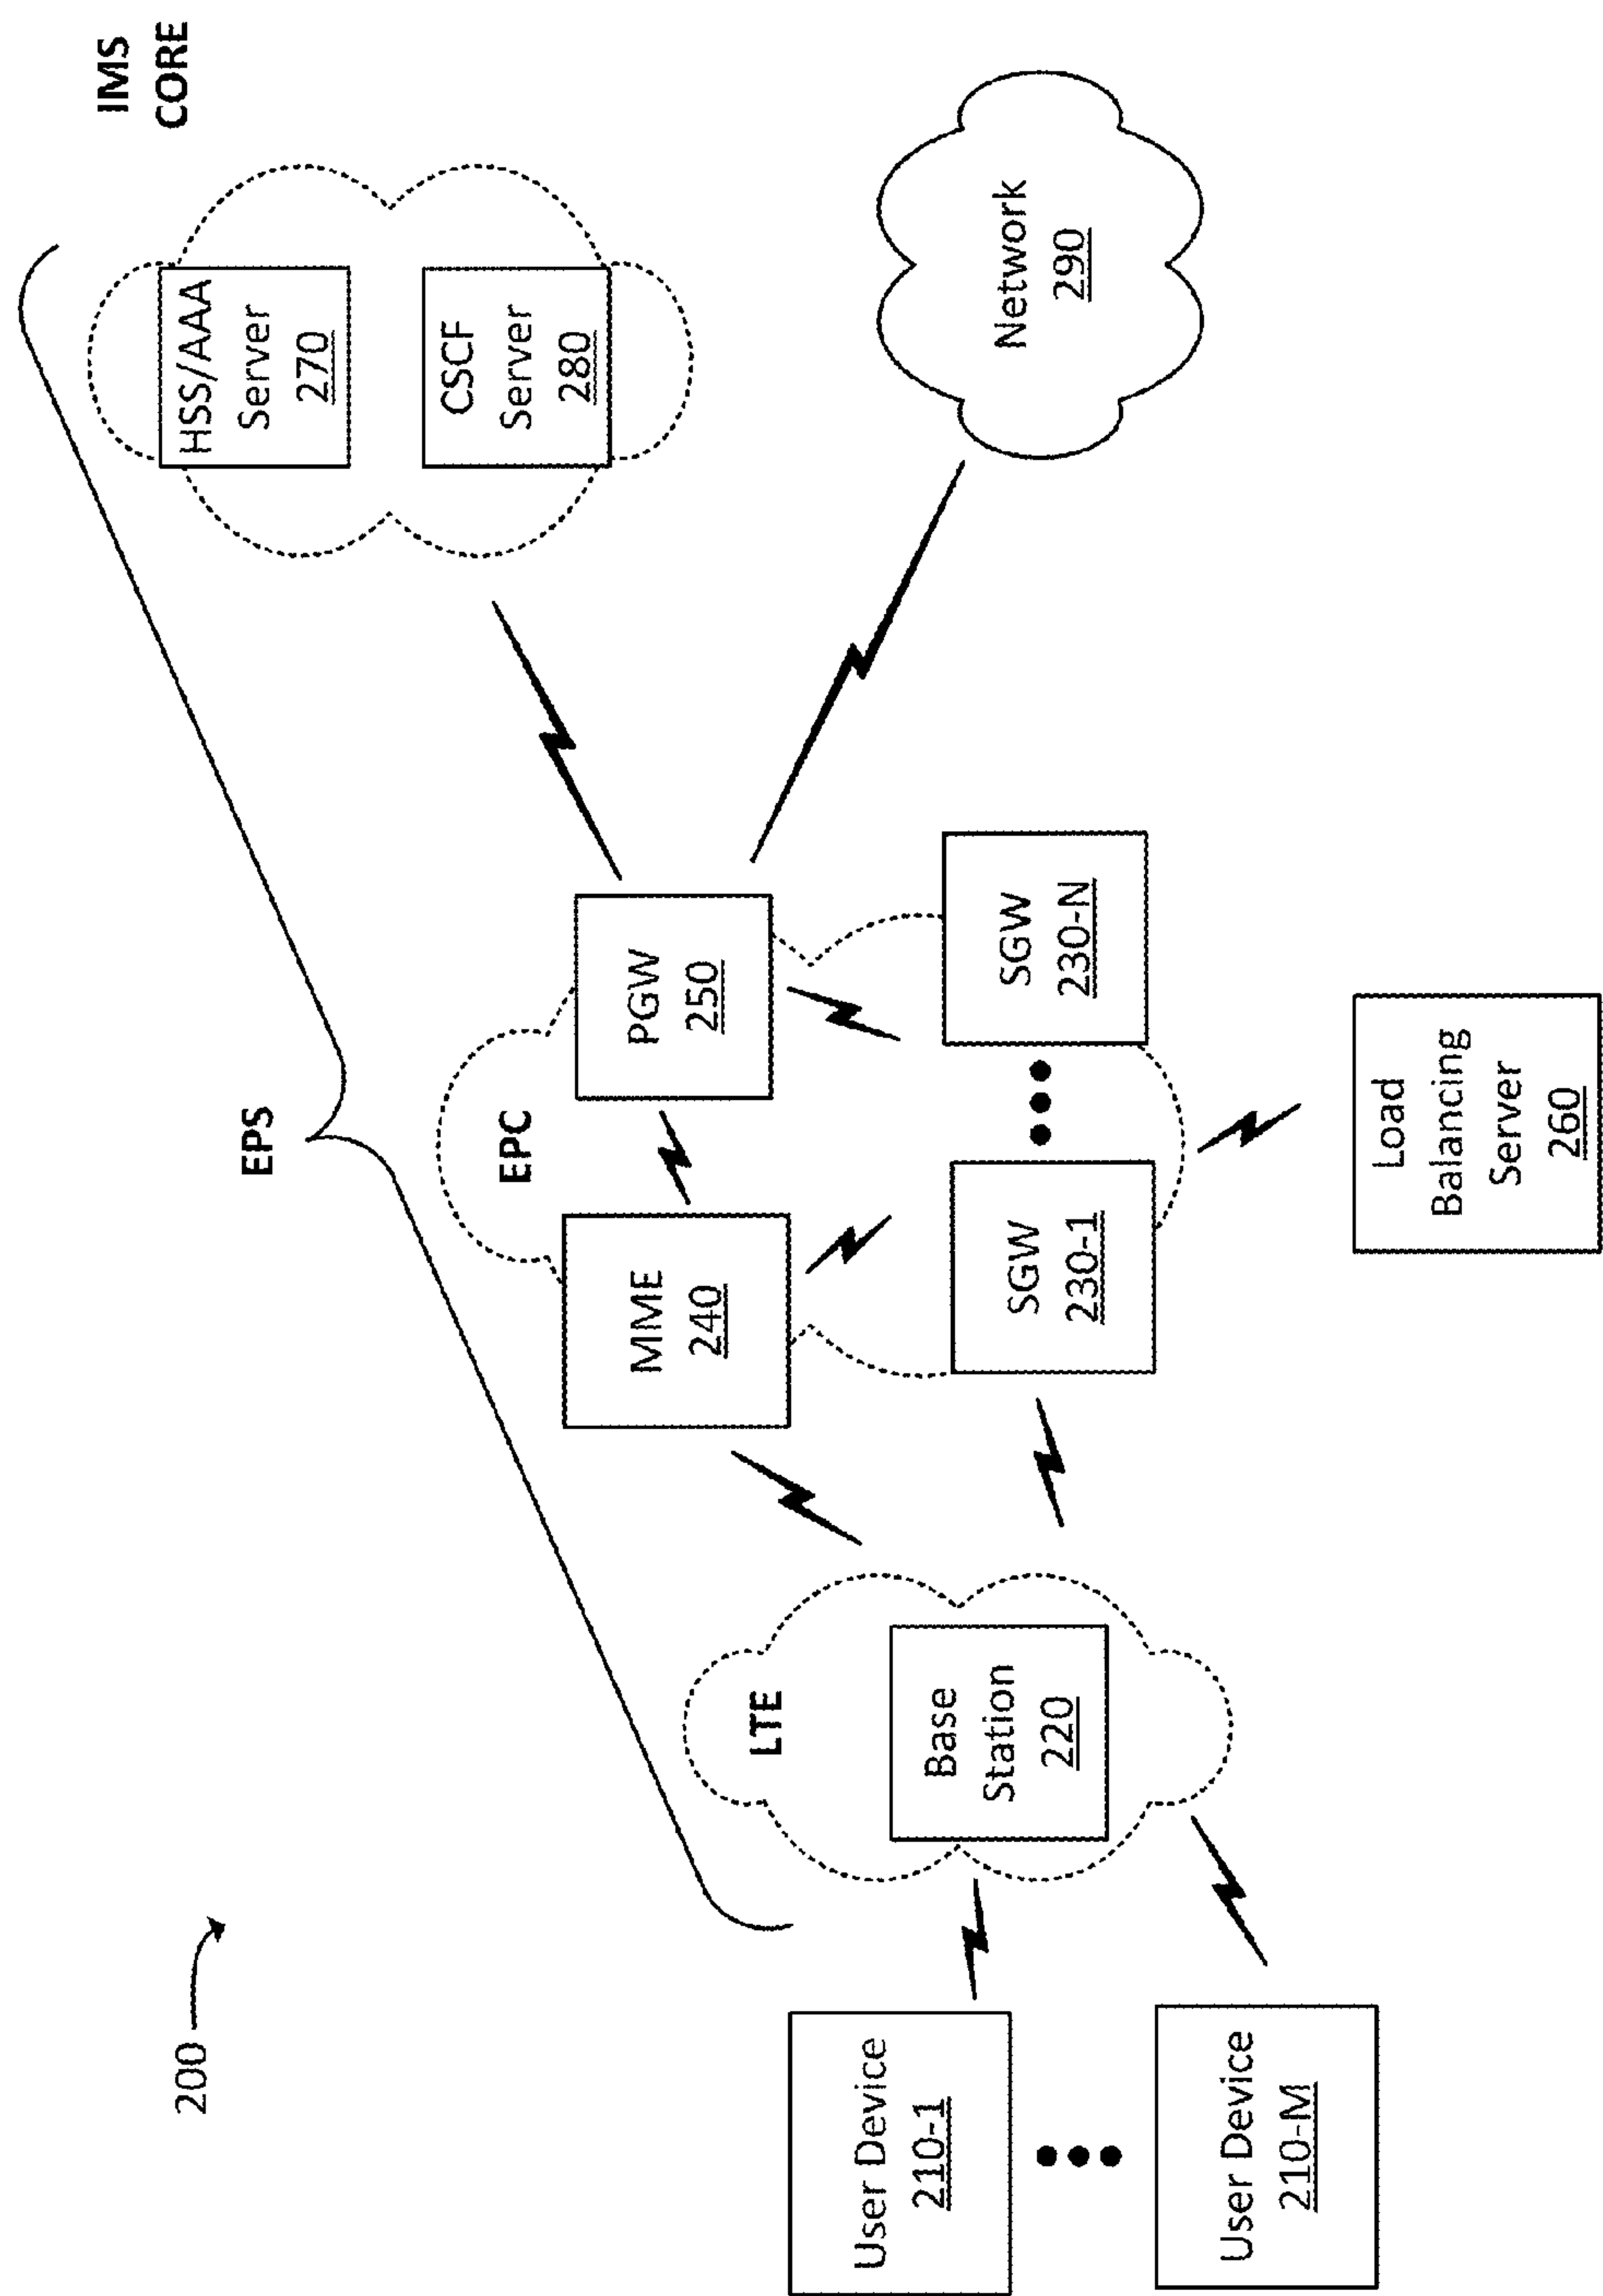 200
EPS
IMS
CORE
HSS/AAA
Server
270
CSCF
Server
280
EPC
MME
240
PGW
250
LTE
Base
Station
220
User Device
210-1
User Device
210-M
SGW
230-1
SGW
230-N
Network
290
Load
Balancing
Server
260